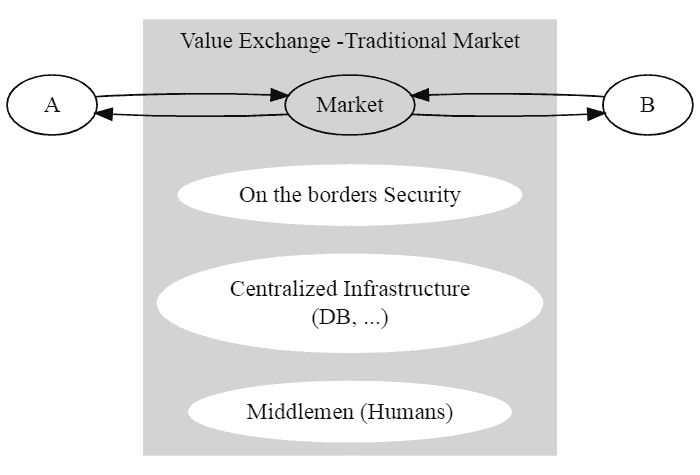 Value Exchange -Traditional Market
A
Market
B
On the borders Security
Centralized Infrastructure
(DB, ...)
Middlemen (Humans)